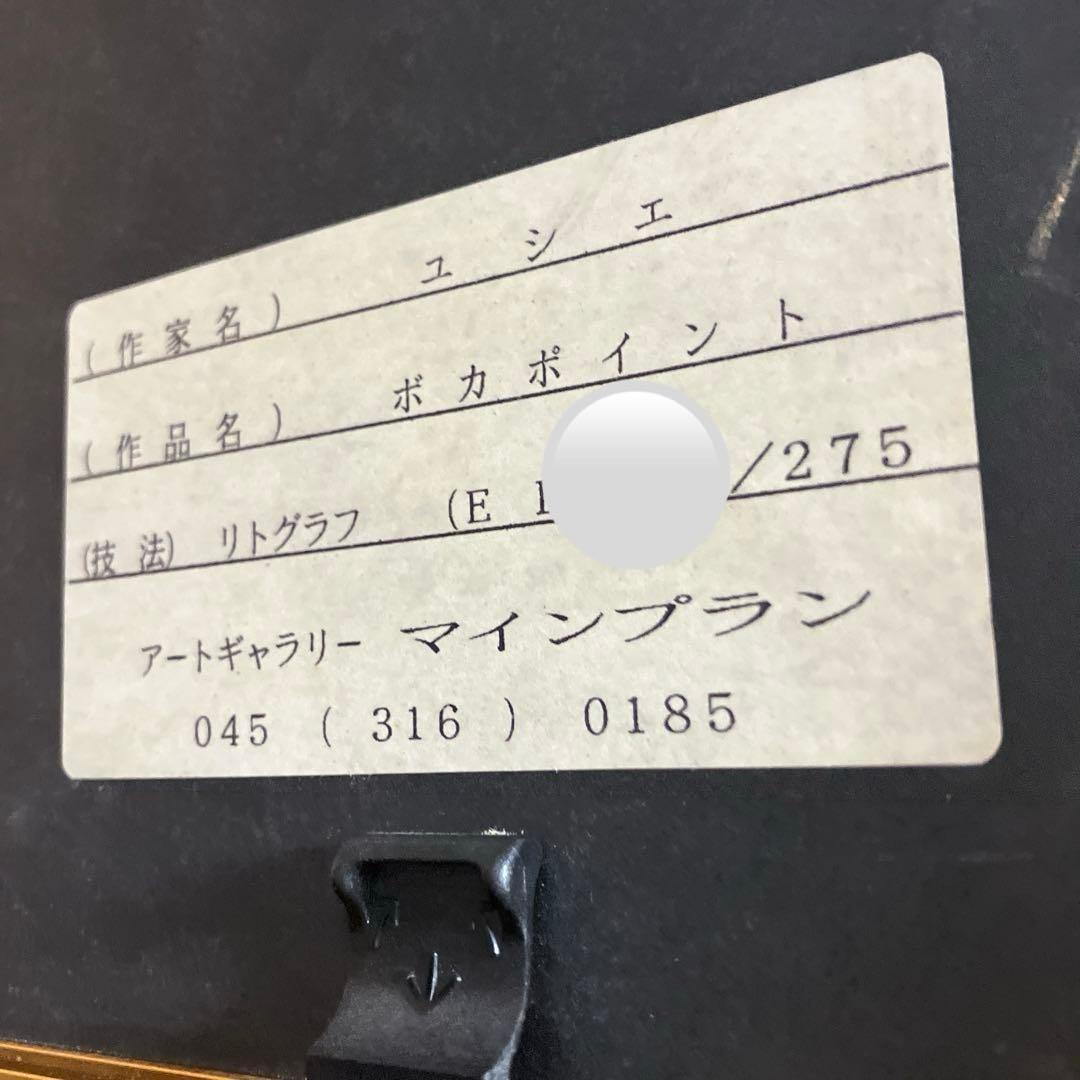 (作家名) ユシエ
(作品名) ボカポイント
(技法) リトグラフ (E 1 /275
アートギャラリー マインプラン
045 ( 316 ) 0185